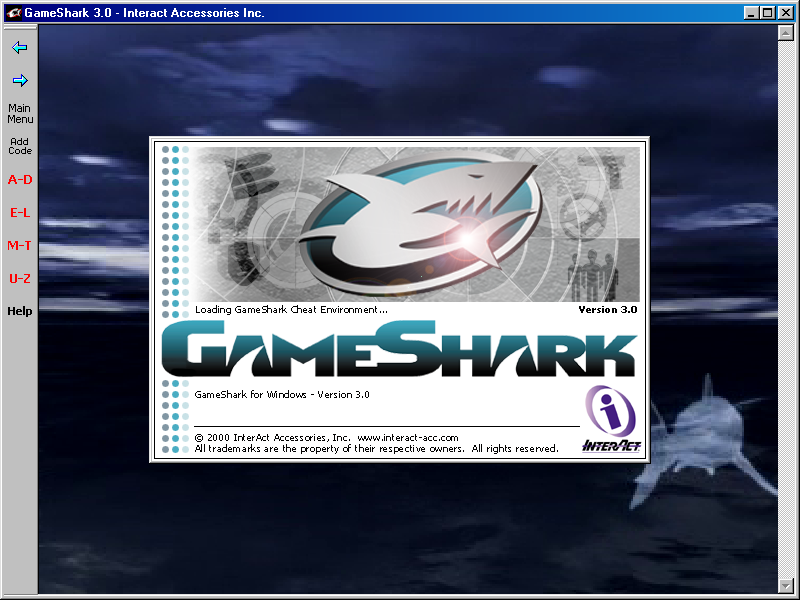 GameShark 3.0 - Interact Accessories Inc.
Main
Menu
Add
Code
A-D
E-L
M-T
U-Z
Help
Loading GameShark Cheat Environment...
Version 3.0
GAMESHARK
GameShark for Windows - Version 3.0
© 2000 InterAct Accessories, Inc. www.interact-acc.com
All trademarks are the property of their respective owners. All rights reserved.
i
INTERACT